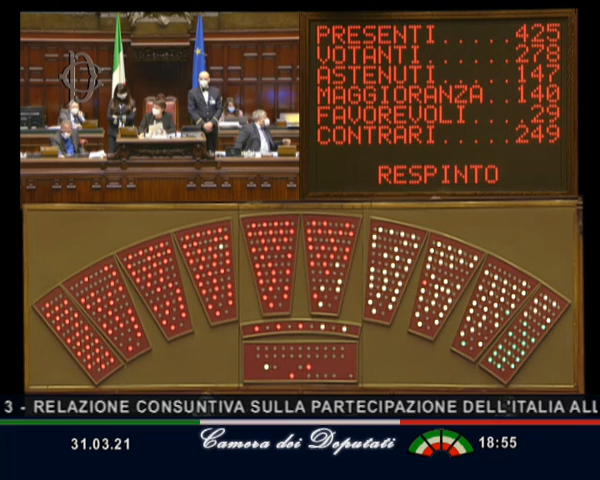 PRESENTI.....425
VOTANTI.....278
ASTENUTI.....147
MAGGIORANZA..140
FAVOREVOLI....29
CONTRARI.....249
RESPINTO
3 - RELAZIONE CONSUNTIVA SULLA PARTECIPAZIONE DELL'ITALIA ALL
31.03.21 Camera dei Deputati 18:55